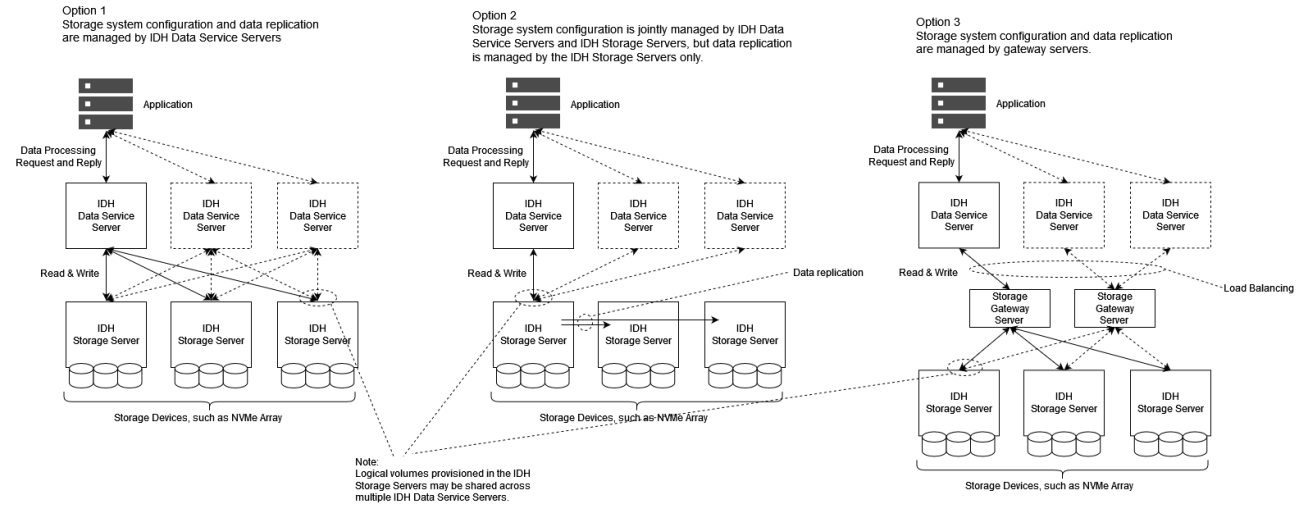 Option 1
Storage system configuration and data replication
are managed by IDH Data Service Servers
Application
Data Processing
Request and Reply
IDH
Data Service
Server
IDH
Data Service
Server
IDH
Data Service
Server
Read & Write
IDH
Storage Server
IDH
Storage Server
IDH
Storage Server
Storage Devices, such as NVMe Array
Option 2
Storage system configuration is jointly managed by IDH Data
Service Servers and IDH Storage Servers, but data replication
is managed by the IDH Storage Servers only.
Application
Data Processing
Request and Reply
IDH
Data Service
Server
IDH
Data Service
Server
IDH
Data Service
Server
Read & Write
Data replication
IDH
Storage Server
IDH
Storage Server
IDH
Storage Server
Storage Devices, such as NVMe Array
Note:
Logical volumes provisioned in the IDH
Storage Servers may be shared across
multiple IDH Data Service Servers.
Option 3
Storage system configuration and data replication
are managed by gateway servers.
Application
Data Processing
Request and Reply
IDH
Data Service
Server
IDH
Data Service
Server
IDH
Data Service
Server
Read & Write
Load Balancing
Storage
Gateway
Server
Storage
Gateway
Server
IDH
Storage Server
IDH
Storage Server
IDH
Storage Server
Storage Devices, such as NVMe Array